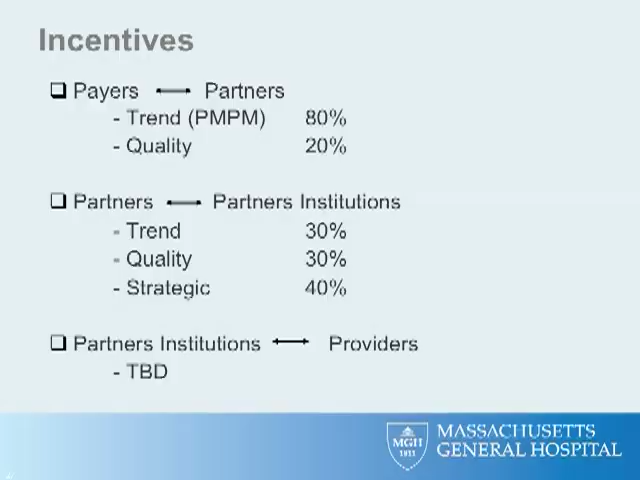 Incentives
Payers Partners
- Trend (PMPM) 80%
- Quality 20%
Partners Partners Institutions
- Trend 30%
- Quality 30%
- Strategic 40%
Partners Institutions Providers
- TBD
MGH
1811
MASSACHUSETTS
GENERAL HOSPITAL